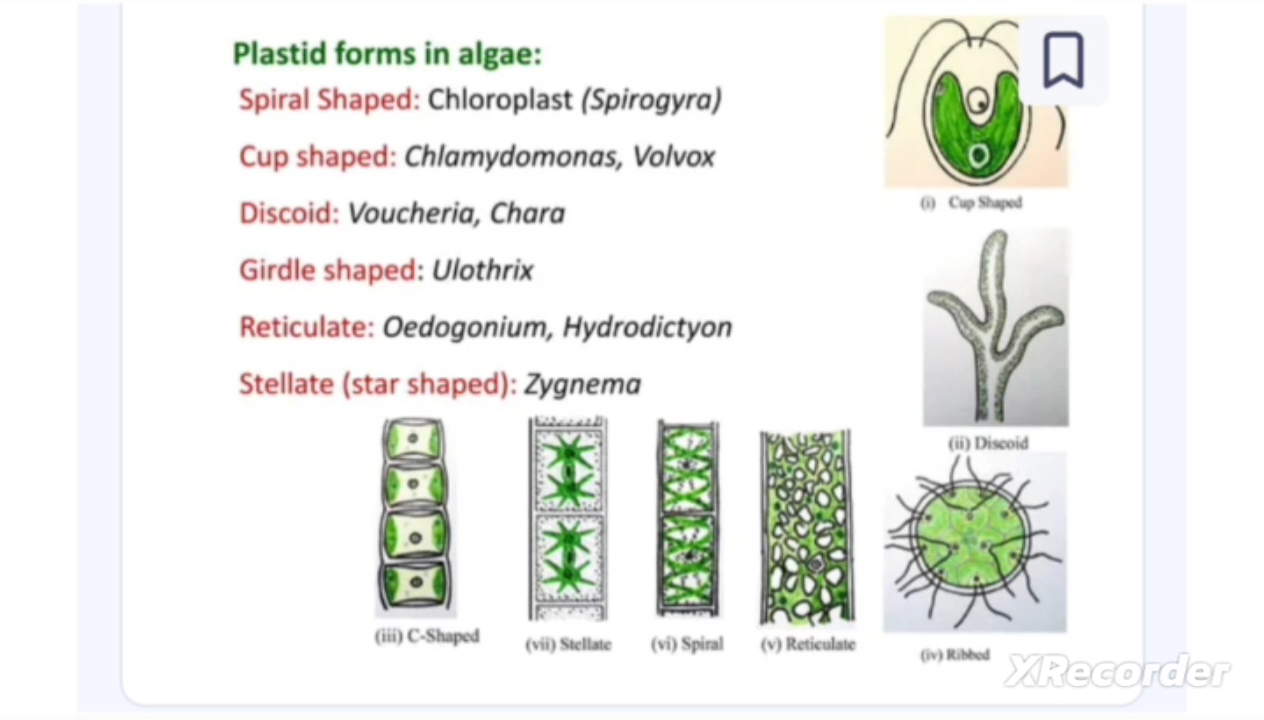 Plastid forms in algae:
Spiral Shaped: Chloroplast (Spirogyra)
Cup shaped: Chlamydomonas, Volvox
Discoid: Voucheria, Chara
Girdle shaped: Ulothrix
Reticulate: Oedogonium, Hydrodictyon
Stellate (star shaped): Zygnema
(i) Cup Shaped
(ii) Discoid
(iii) C-Shaped
(vii) Stellate
(vi) Spiral
(v) Reticulate
(iv) Ribbed
XRecorder